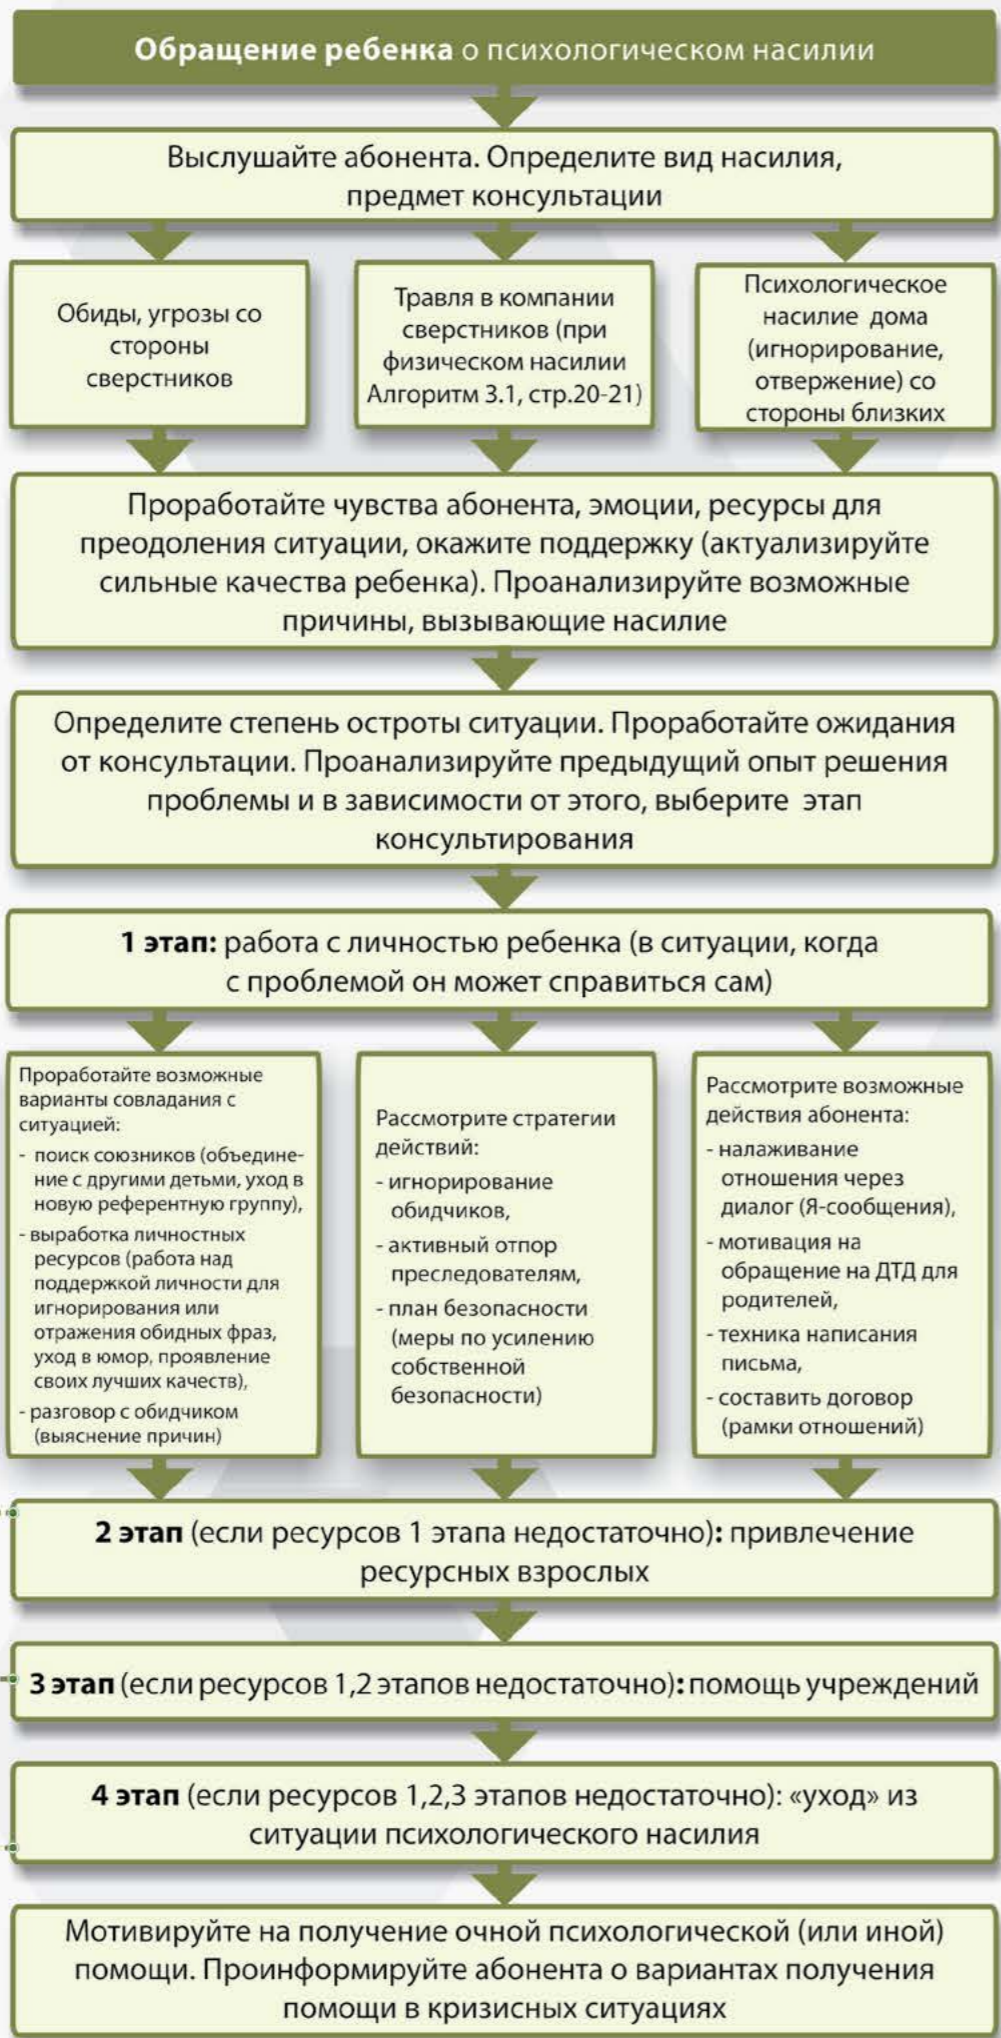 Обращение ребенка о психологическом насилии
Выслушайте абонента. Определите вид насилия,
предмет консультации
Обиды, угрозы со
стороны
сверстников
Травля в компании
сверстников (при
физическом насилии
Алгоритм 3.1, стр.20-21)
Психологическое
насилие дома
(игнорирование,
отвержение) со
стороны близких
Проработайте чувства абонента, эмоции, ресурсы для
преодоления ситуации, окажите поддержку (актуализируйте
сильные качества ребенка). Проанализируйте возможные
причины, вызывающие насилие
Определите степень остроты ситуации. Проработайте ожидания
от консультации. Проанализируйте предыдущий опыт решения
проблемы и в зависимости от этого, выберите этап
консультирования
1 этап: работа с личностью ребенка (в ситуации, когда
с проблемой он может справиться сам)
Проработайте возможные
варианты совладания с
ситуацией:
- поиск союзников (объедине-
ние с другими детьми, уход в
новую референтную группу),
- выработка личностных
ресурсов (работа над
поддержкой личности для
игнорирования или
отражения обидных фраз,
уход в юмор, проявление
своих лучших качеств),
- разговор с обидчиком
(выяснение причин)
Рассмотрите стратегии
действий:
- игнорирование
обидчиков,
- активный отпор
преследователям,
- план безопасности
(меры по усилению
собственной
безопасности)
Рассмотрите возможные
действия абонента:
- налаживание
отношения через
диалог (Я-сообщения),
- мотивация на
обращение на ДТД для
родителей,
- техника написания
письма,
- составить договор
(рамки отношений)
2 этап (если ресурсов 1 этапа недостаточно): привлечение
ресурсных взрослых
3 этап (если ресурсов 1,2 этапов недостаточно): помощь учреждений
4 этап (если ресурсов 1,2,3 этапов недостаточно): «уход» из
ситуации психологического насилия
Мотивируйте на получение очной психологической (или иной)
помощи. Проинформируйте абонента о вариантах получения
помощи в кризисных ситуациях